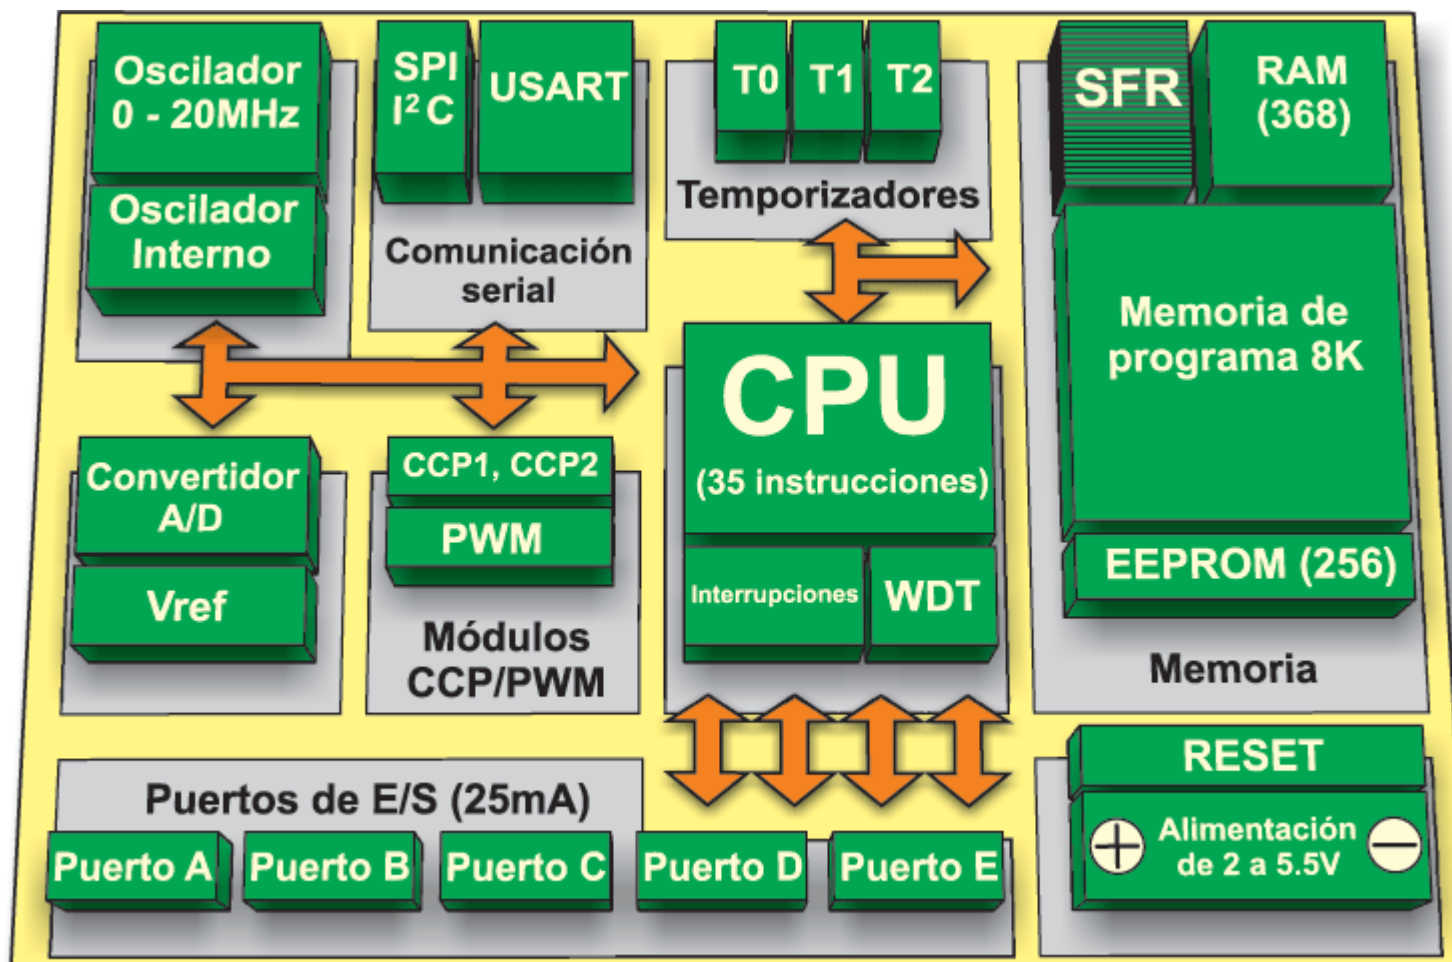 Oscilador
0 - 20MHz
Oscilador
Interno
SPI
I²C
USART
Comunicación
serial
T0
T1
T2
Temporizadores
SFR
RAM
(368)
Memoria de
programa 8K
EEPROM (256)
Memoria
CPU
(35 instrucciones)
Interrupciones
WDT
Convertidor
A/D
Vref
CCP1, CCP2
PWM
Módulos
CCP/PWM
Puertos de E/S (25mA)
Puerto A
Puerto B
Puerto C
Puerto D
Puerto E
RESET
+
Alimentación
de 2 a 5.5V
−